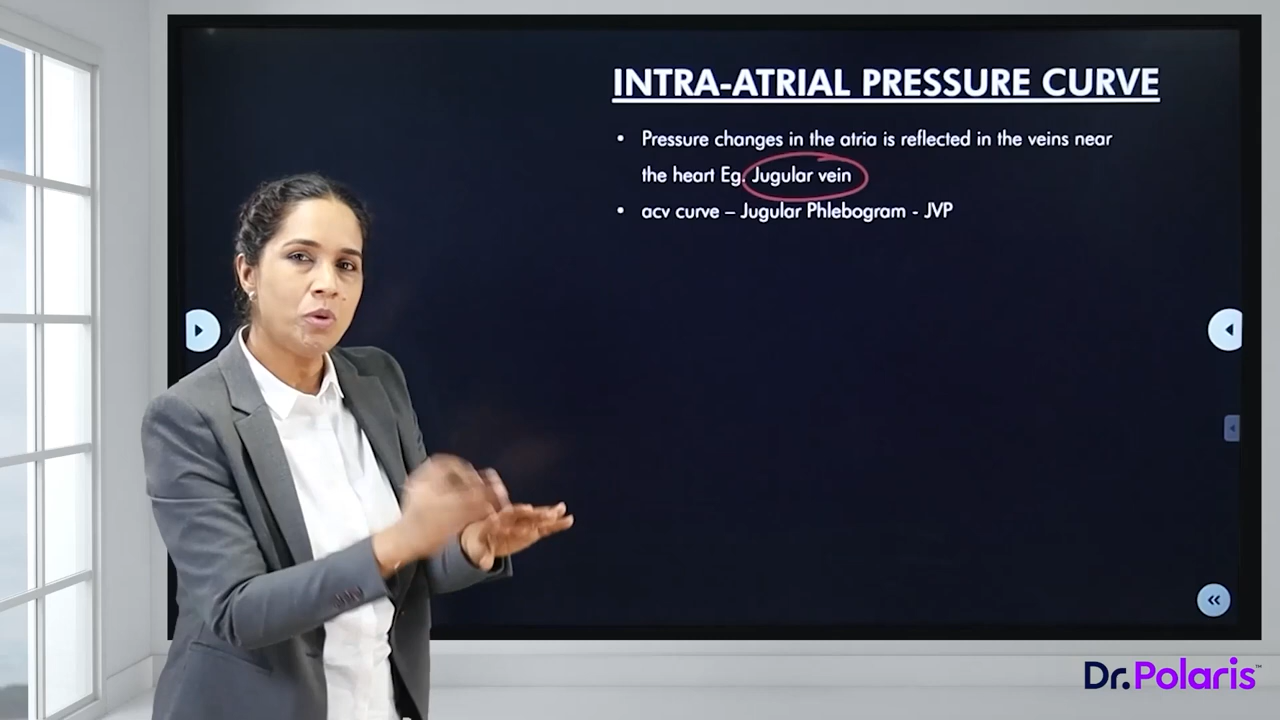 INTRA-ATRIAL PRESSURE CURVE
• Pressure changes in the atria is reflected in the veins near
the heart Eg. Jugular vein
• acv curve – Jugular Phlebogram - JVP
Dr.Polaris™